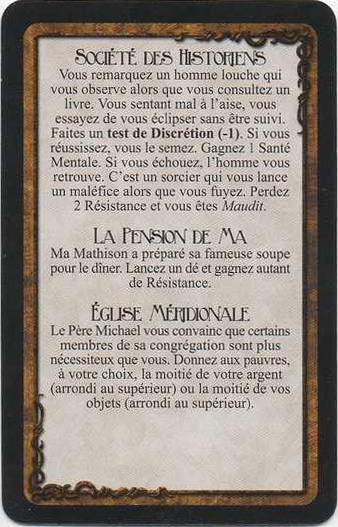 SOCIÉTÉ DES HISTORIENS
Vous remarquez un homme louche qui
vous observe alors que vous consultez un
livre. Vous sentant mal à l'aise, vous
essayez de vous éclipser sans être suivi.
Faites un test de Discrétion (-1). Si vous
réussissez, vous le semez. Gagnez 1 Santé
Mentale. Si vous échouez, l'homme vous
retrouve. C'est un sorcier qui vous lance
un maléfice alors que vous fuyez. Perdez
2 Résistance et vous êtes Maudit.
LA PENSION DE MA
Ma Mathison a préparé sa fameuse soupe
pour le dîner. Lancez un dé et gagnez autant
de Résistance.
ÉGLISE MÉRIDIONALE
Le Père Michael vous convainc que certains
membres de sa congrégation sont plus
nécessiteux que vous. Donnez aux pauvres,
à votre choix, la moitié de votre argent
(arrondi au supérieur) ou la moitié de vos
objets (arrondi au supérieur).